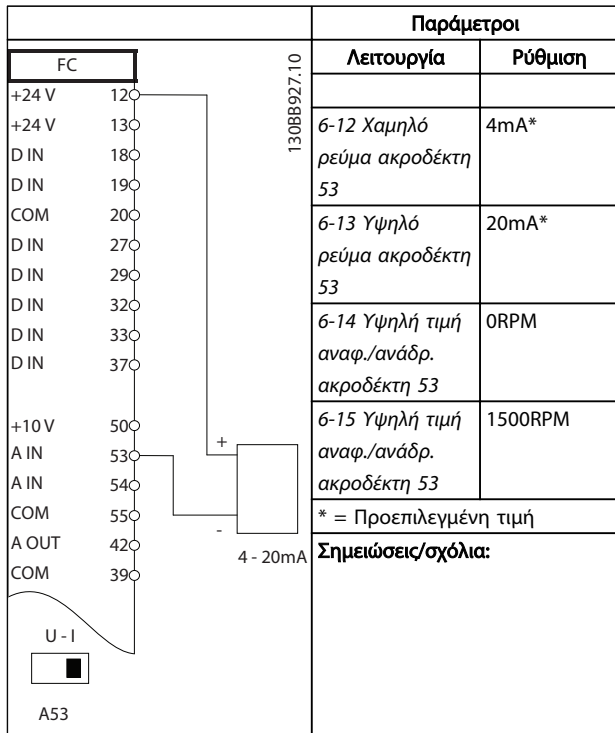 Παράμετροι
FC
130BB927.10
Λειτουργία Ρύθμιση
+24 V 12
+24 V 13
D IN 18
D IN 19
COM 20
D IN 27
D IN 29
D IN 32
D IN 33
D IN 37
+10 V 50
A IN 53
A IN 54
COM 55
A OUT 42
COM 39
+
-
4 - 20mA
U - I
A53
6-12 Χαμηλό 4mA*
ρεύμα ακροδέκτη
53
6-13 Υψηλό 20mA*
ρεύμα ακροδέκτη
53
6-14 Υψηλή τιμή 0RPM
αναφ./ανάδρ.
ακροδέκτη 53
6-15 Υψηλή τιμή 1500RPM
αναφ./ανάδρ.
ακροδέκτη 53
* = Προεπιλεγμένη τιμή
Σημειώσεις/σχόλια: